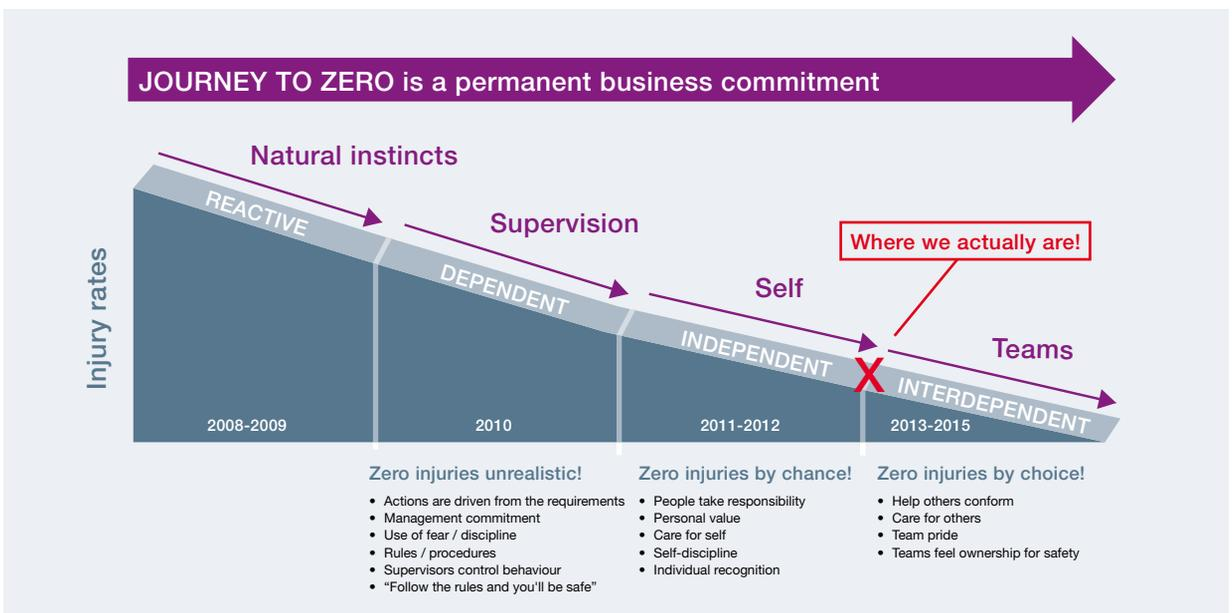 JOURNEY TO ZERO is a permanent business commitment
Natural instincts
Supervision
Self
Teams
Where we actually are!
Injury rates
REACTIVE
DEPENDENT
INDEPENDENT
X
INTERDEPENDENT
2008-2009
2010
2011-2012
2013-2015
Zero injuries unrealistic!
• Actions are driven from the requirements
• Management commitment
• Use of fear / discipline
• Rules / procedures
• Supervisors control behaviour
• “Follow the rules and you'll be safe”
Zero injuries by chance!
• People take responsibility
• Personal value
• Care for self
• Self-discipline
• Individual recognition
Zero injuries by choice!
• Help others conform
• Care for others
• Team pride
• Teams feel ownership for safety